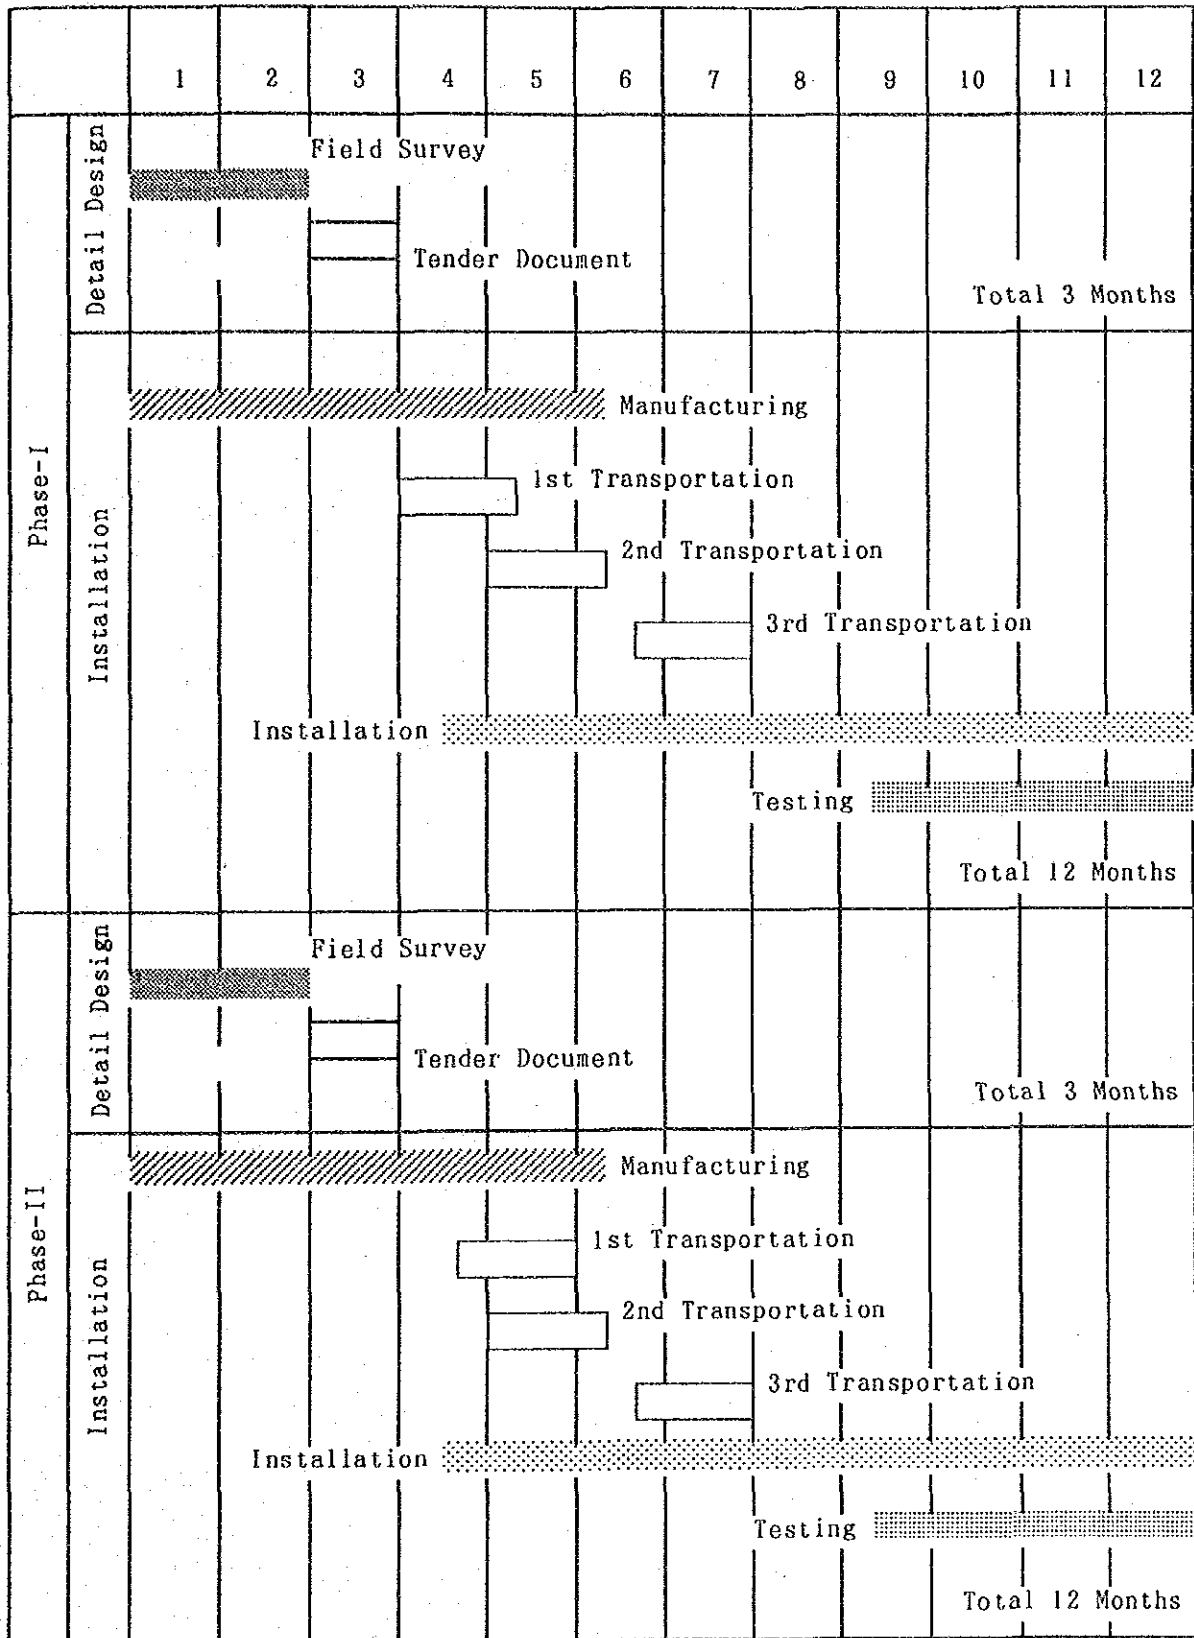 1 2 3 4 5 6 7 8 9 10 11 12
Phase-I
Detail Design
Field Survey
Tender Document
Total 3 Months
Installation
Manufacturing
1st Transportation
2nd Transportation
3rd Transportation
Installation
Testing
Total 12 Months
Phase-II
Detail Design
Field Survey
Tender Document
Total 3 Months
Installation
Manufacturing
1st Transportation
2nd Transportation
3rd Transportation
Installation
Testing
Total 12 Months